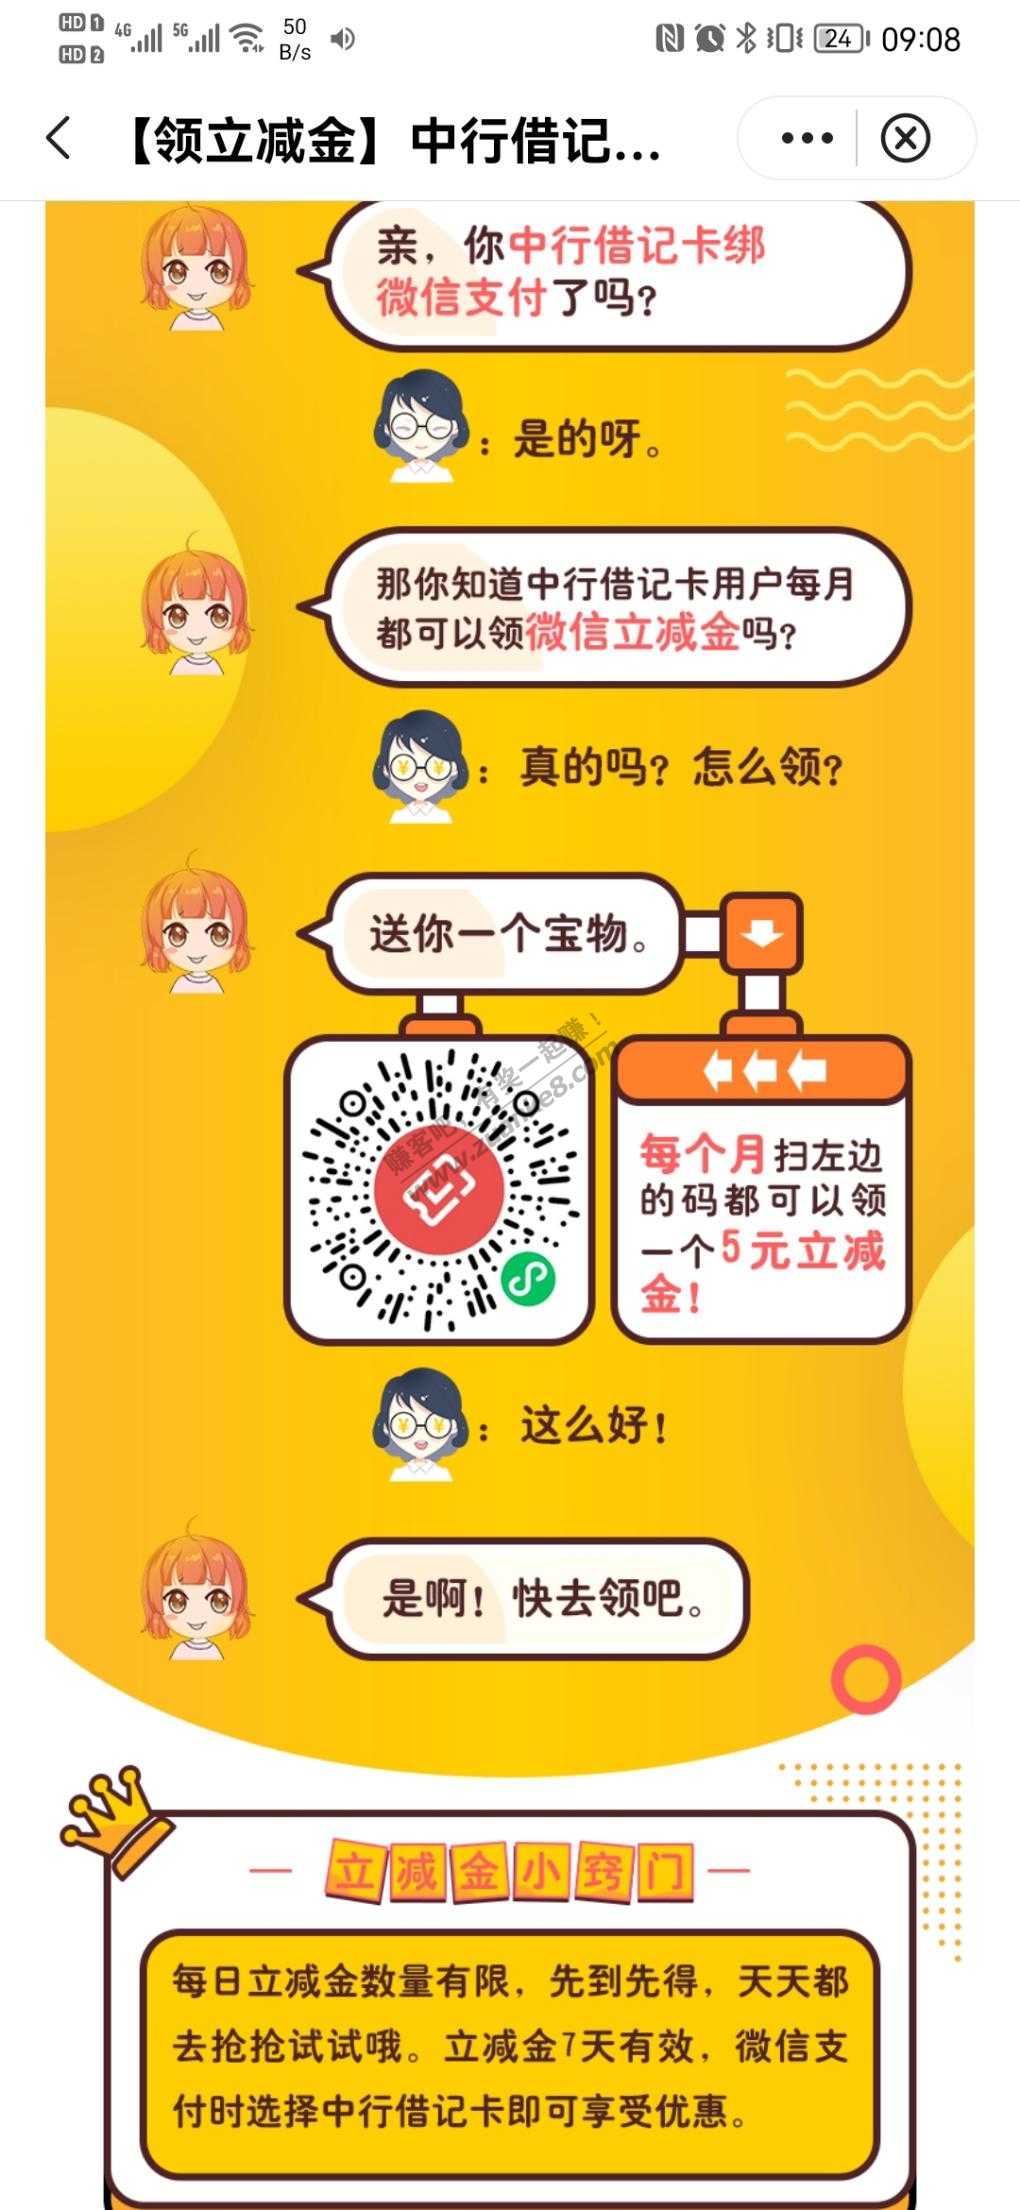 HD 1 4G 5G 50 24 09:08
HD 2 B/s
【领立减金】中行借记...
亲，你中行借记卡绑
微信支付了吗？
：是的呀。
那你知道中行借记卡用户每月
都可以领微信立减金吗？
：真的吗？怎么领？
送你一个宝物。
赚客吧，有奖一起赚！
www.zuanke8.com
每个月扫左边
的码都可以领
一个5元立减
金！
：这么好！
是啊！快去领吧。
立减金小窍门
每日立减金数量有限，先到先得，天天都
去抢抢试试哦。立减金7天有效，微信支
付时选择中行借记卡即可享受优惠。